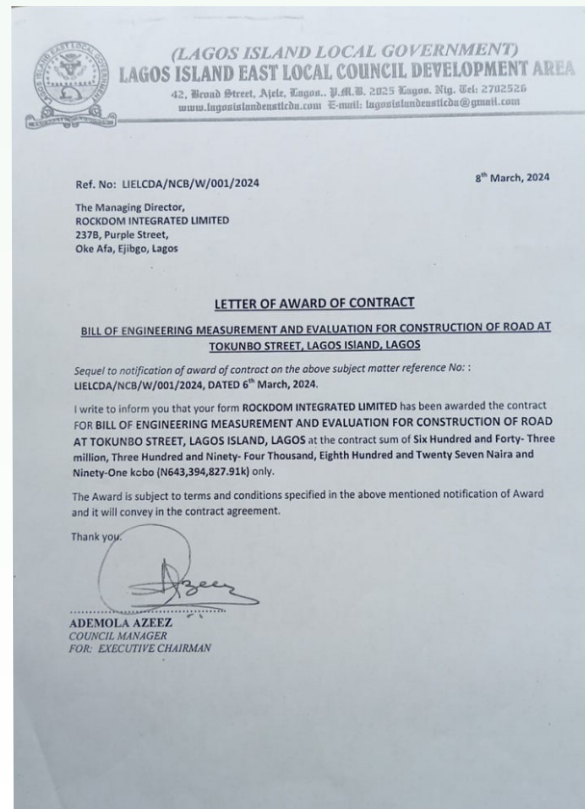 (LAGOS ISLAND LOCAL GOVERNMENT)
LAGOS ISLAND EAST LOCAL COUNCIL DEVELOPMENT AREA
42, Broad Street, Ajele, Lagos., P.M.B. 2025 Lagos, Nig. Tel: 2702526
www.lagosislandeastlcda.com E-mail: lagosislandeastlcda@gmail.com
Ref. No: LIELCDA/NCB/W/001/2024
8th March, 2024
The Managing Director,
ROCKDOM INTEGRATED LIMITED
237B, Purple Street,
Oke Afa, Ejibgo, Lagos
LETTER OF AWARD OF CONTRACT
BILL OF ENGINEERING MEASUREMENT AND EVALUATION FOR CONSTRUCTION OF ROAD AT
TOKUNBO STREET, LAGOS ISLAND, LAGOS
Sequel to notification of award of contract on the above subject matter reference No: :
LIELCDA/NCB/W/001/2024, DATED 6th March, 2024.
I write to inform you that your form ROCKDOM INTEGRATED LIMITED has been awarded the contract
FOR BILL OF ENGINEERING MEASUREMENT AND EVALUATION FOR CONSTRUCTION OF ROAD
AT TOKUNBO STREET, LAGOS ISLAND, LAGOS at the contract sum of Six Hundred and Forty- Three
million, Three Hundred and Ninety- Four Thousand, Eighth Hundred and Twenty Seven Naira and
Ninety-One kobo (N643,394,827.91k) only.
The Award is subject to terms and conditions specified in the above mentioned notification of Award
and it will convey in the contract agreement.
Thank you.
Azeez
ADEMOLA AZEEZ
COUNCIL MANAGER
FOR: EXECUTIVE CHAIRMAN